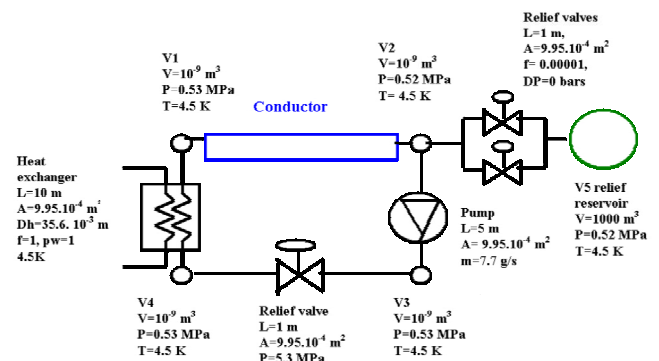 Relief valves
L=1 m,
A=9.95.10⁻⁴ m²
f= 0.00001,
DP=0 bars
V1
V=10⁻⁹ m³
P=0.53 MPa
T=4.5 K
V2
V=10⁻⁹ m³
P=0.52 MPa
T= 4.5 K
Conductor
Heat
exchanger
L=10 m
A=9.95.10⁻⁴ m²
Dh=35.6. 10⁻³ m
f=1, pw=1
4.5K
Pump
L=5 m
A= 9.95.10⁻⁴ m²
m=7.7 g/s
V5 relief
reservoir
V=1000 m³
P=0.52 MPa
T=4.5 K
V4
V=10⁻⁹ m³
P=0.53 MPa
T=4.5 K
Relief valve
L=1 m
A=9.95.10⁻⁴ m²
P=5.3 MPa
V3
V=10⁻⁹ m³
P=0.53 MPa
T=4.5 K